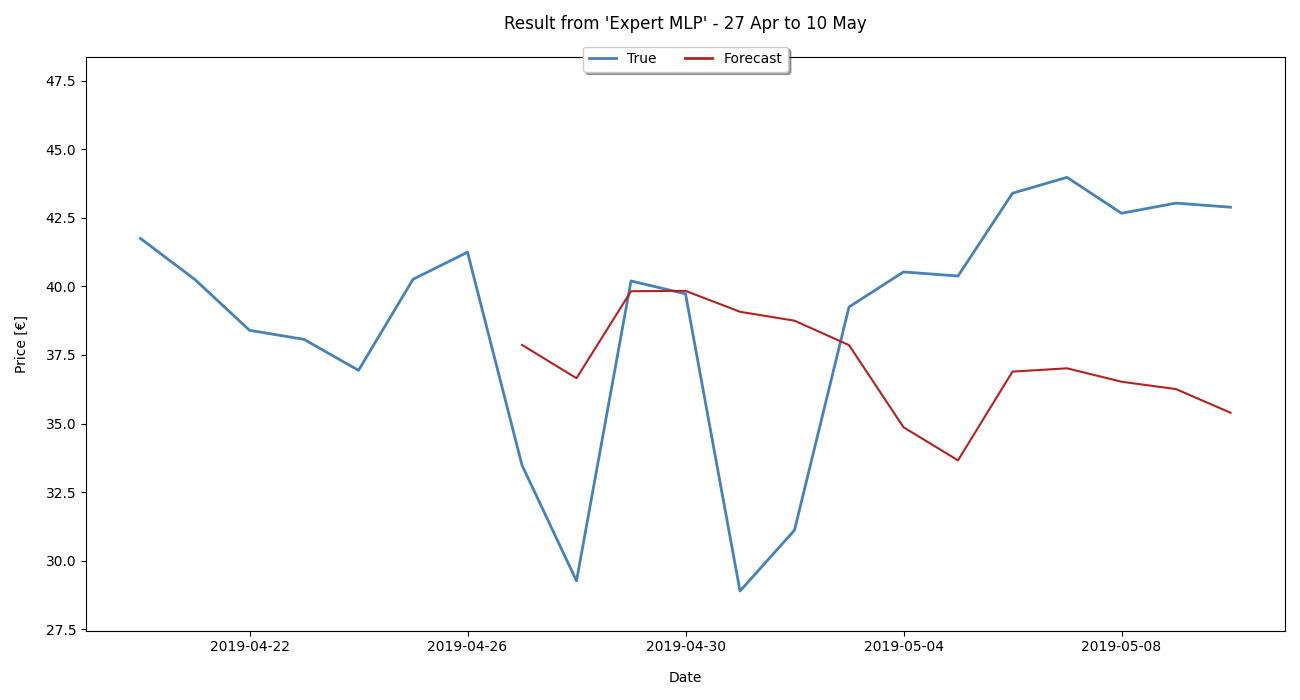 Result from 'Expert MLP' - 27 Apr to 10 May
True Forecast
47.5
45.0
42.5
40.0
37.5
35.0
32.5
30.0
27.5
Price [€]
2019-04-22 2019-04-26 2019-04-30 2019-05-04 2019-05-08
Date